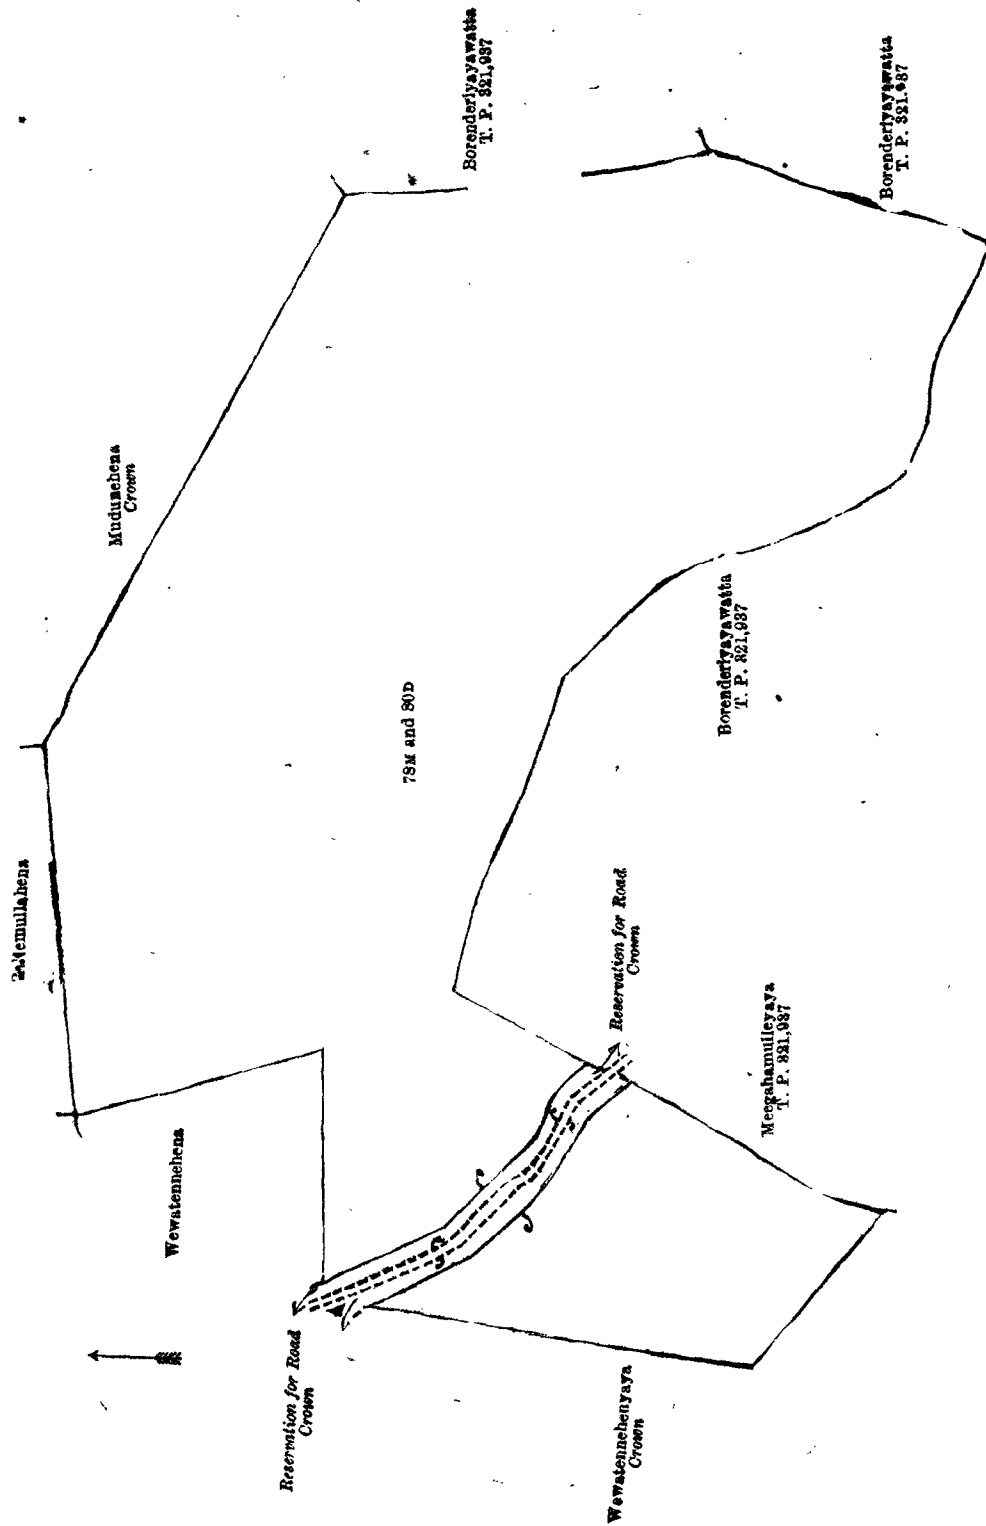 Mudunehena
Crown
Wewatennehena
Reservation for Road
Crown
Wewatennehenyaya
Crown
78M and 80D
Reservation for Road
Crown
Meegahamulleyaya
T. P. 321,937
Borenderiyayawatta
T. P. 321,937
Borenderiyayawatta
T. P. 321,937
Borenderiyayawatta
T. P. 321,937